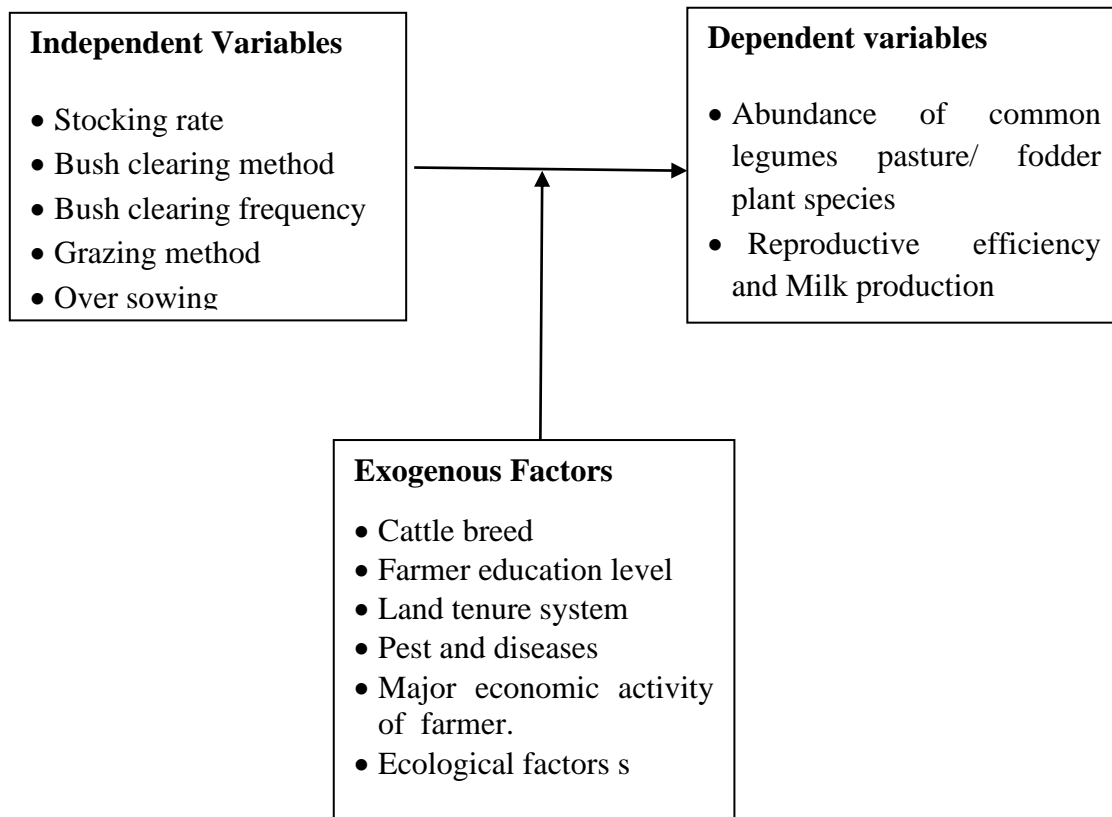 Independent Variables
• Stocking rate
• Bush clearing method
• Bush clearing frequency
• Grazing method
• Over sowing
Dependent variables
• Abundance of common
legumes pasture/ fodder
plant species
• Reproductive efficiency
and Milk production
Exogenous Factors
• Cattle breed
• Farmer education level
• Land tenure system
• Pest and diseases
• Major economic activity
of farmer.
• Ecological factors s